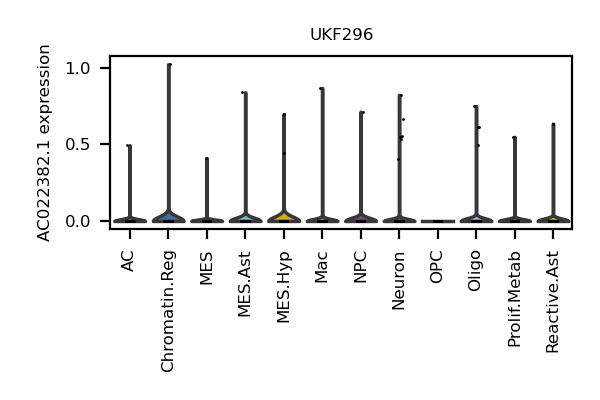 UKF296
AC022382.1 expression
1.0
0.5
0.0
AC
Chromatin.Reg
MES
MES.Ast
MES.Hyp
Mac
NPC
Neuron
OPC
Oligo
Prolif.Metab
Reactive.Ast